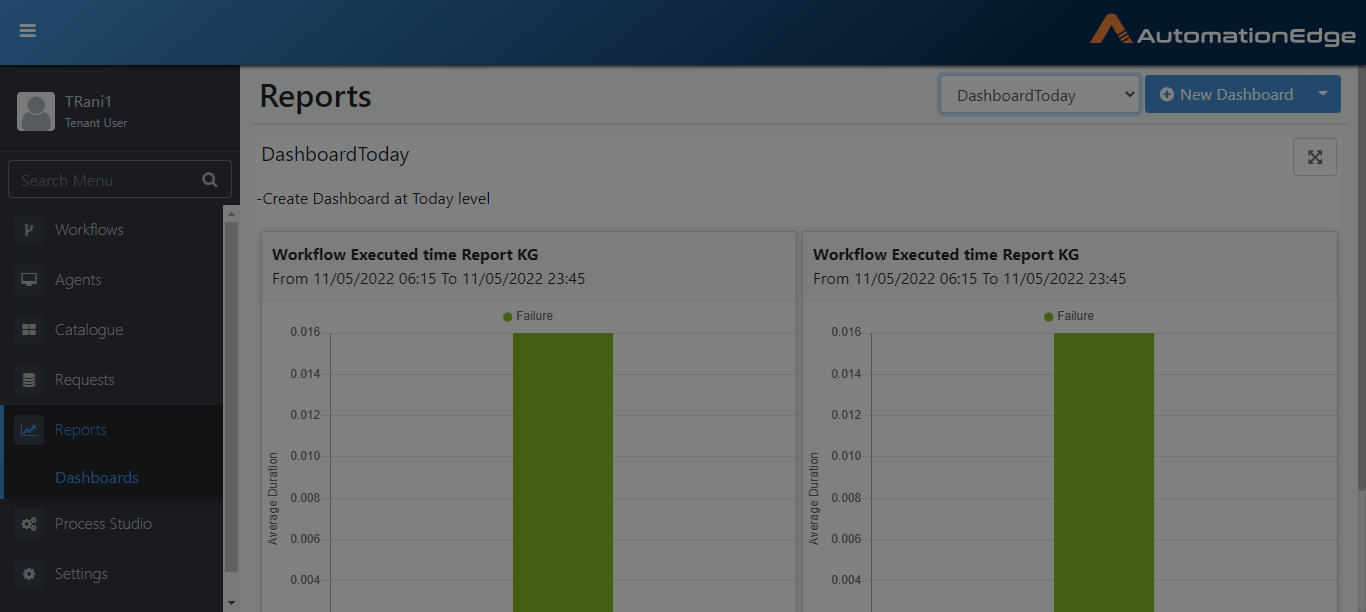 AutomationEdge
TRani1
Tenant User
Search Menu
Workflows
Agents
Catalogue
Requests
Reports
Dashboards
Process Studio
Settings
Reports
DashboardToday
New Dashboard
DashboardToday
-Create Dashboard at Today level
Workflow Executed time Report KG
From 11/05/2022 06:15 To 11/05/2022 23:45
Failure
0.016
0.014
0.012
0.010
0.008
0.006
0.004
Average Duration
Workflow Executed time Report KG
From 11/05/2022 06:15 To 11/05/2022 23:45
Failure
0.016
0.014
0.012
0.010
0.008
0.006
0.004
Average Duration